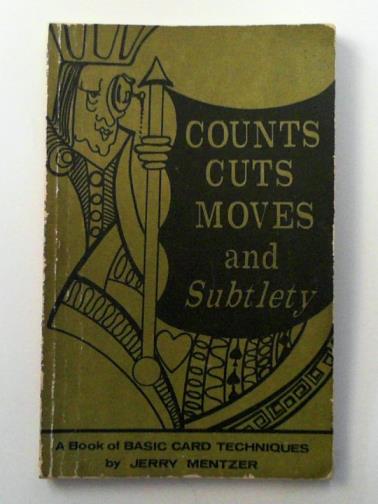 COUNTS
CUTS
MOVES
and
Subtlety
A Book of BASIC CARD TECHNIQUES
by JERRY MENTZER